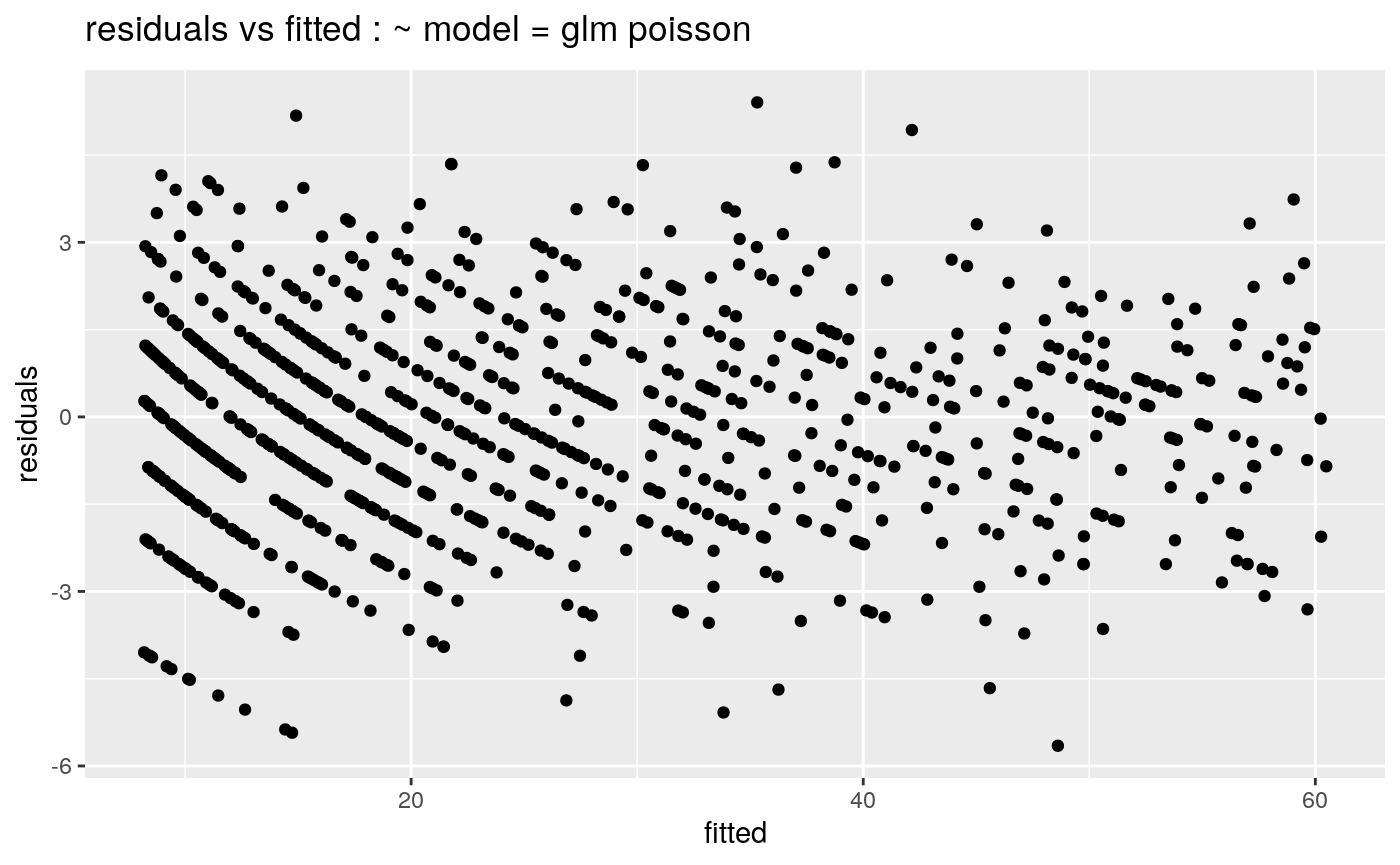 residuals vs fitted : ~ model = glm poisson
residuals
3
0
-3
-6
20
40
60
fitted